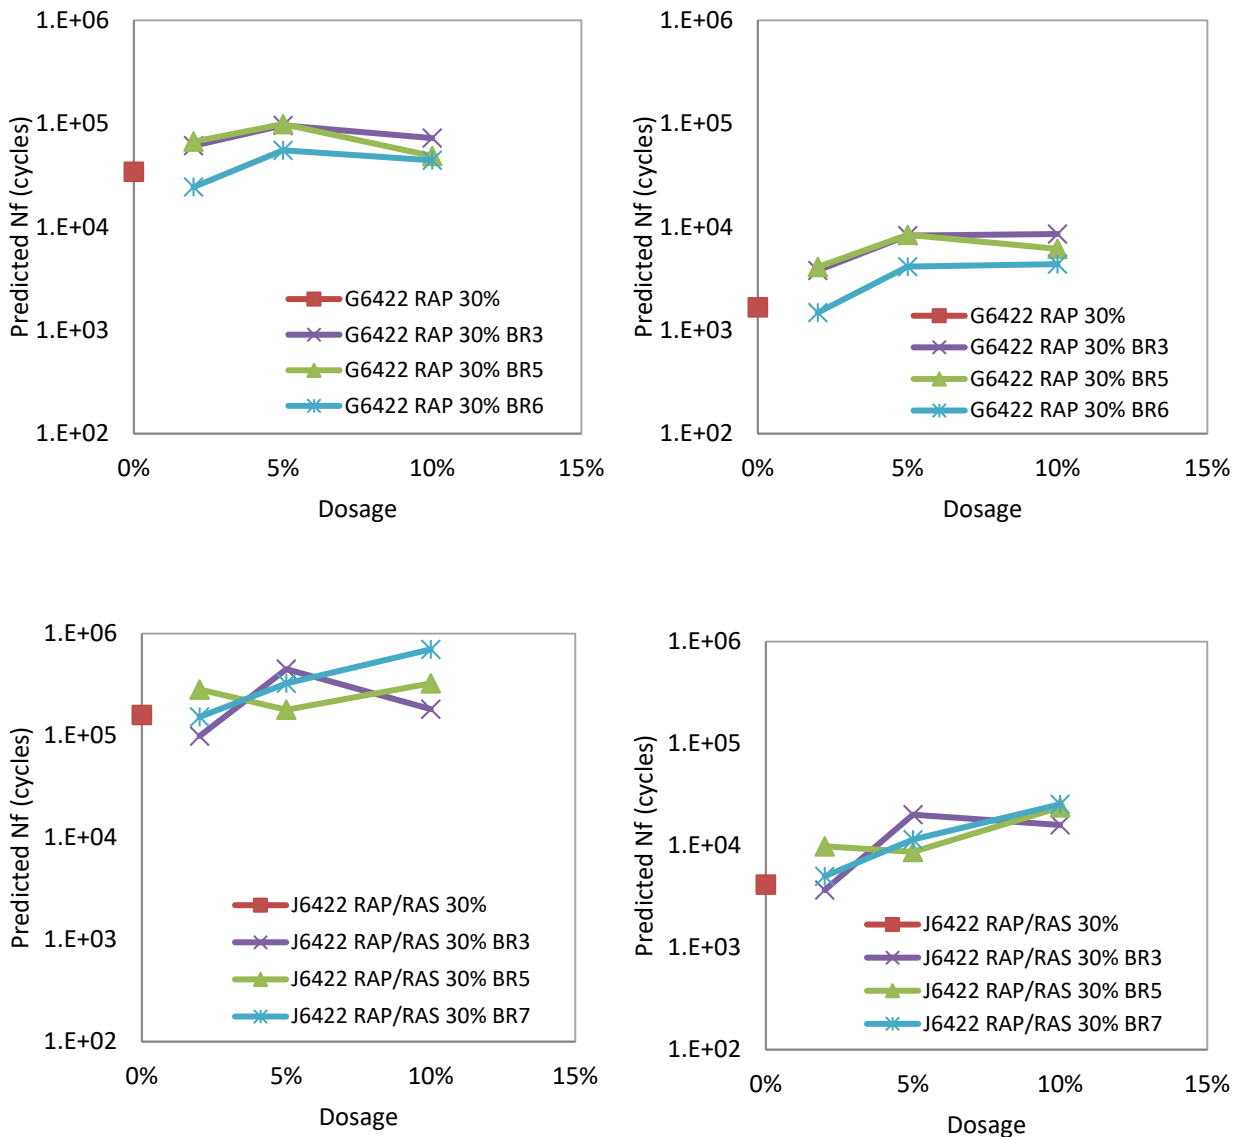 1.E+06
1.E+05
1.E+04
1.E+03
1.E+02
Predicted Nf (cycles)
G6422 RAP 30%
G6422 RAP 30% BR3
G6422 RAP 30% BR5
G6422 RAP 30% BR6
0% 5% 10% 15%
Dosage
1.E+06
1.E+05
1.E+04
1.E+03
1.E+02
Predicted Nf (cycles)
G6422 RAP 30%
G6422 RAP 30% BR3
G6422 RAP 30% BR5
G6422 RAP 30% BR6
0% 5% 10% 15%
Dosage
1.E+06
1.E+05
1.E+04
1.E+03
1.E+02
Predicted Nf (cycles)
J6422 RAP/RAS 30%
J6422 RAP/RAS 30% BR3
J6422 RAP/RAS 30% BR5
J6422 RAP/RAS 30% BR7
0% 5% 10% 15%
Dosage
1.E+06
1.E+05
1.E+04
1.E+03
1.E+02
Predicted Nf (cycles)
J6422 RAP/RAS 30%
J6422 RAP/RAS 30% BR3
J6422 RAP/RAS 30% BR5
J6422 RAP/RAS 30% BR7
0% 5% 10% 15%
Dosage